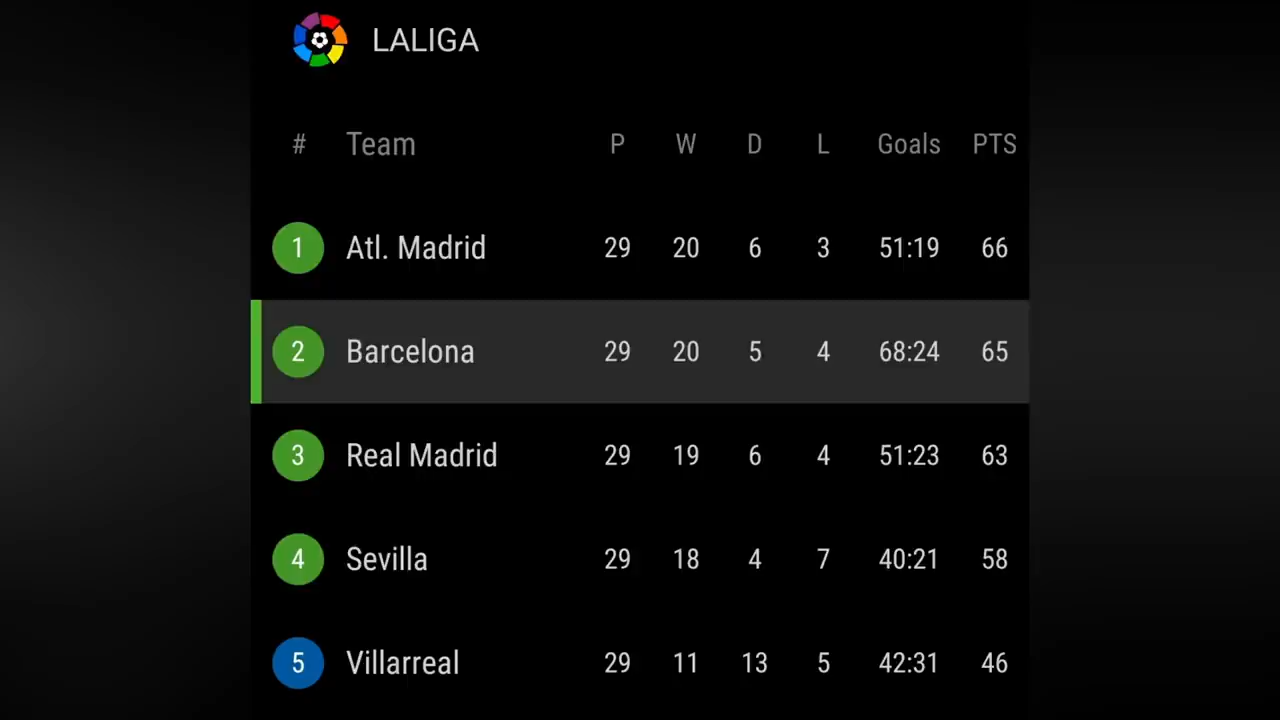 LALIGA
# Team P W D L Goals PTS
1 Atl. Madrid 29 20 6 3 51:19 66
2 Barcelona 29 20 5 4 68:24 65
3 Real Madrid 29 19 6 4 51:23 63
4 Sevilla 29 18 4 7 40:21 58
5 Villarreal 29 11 13 5 42:31 46